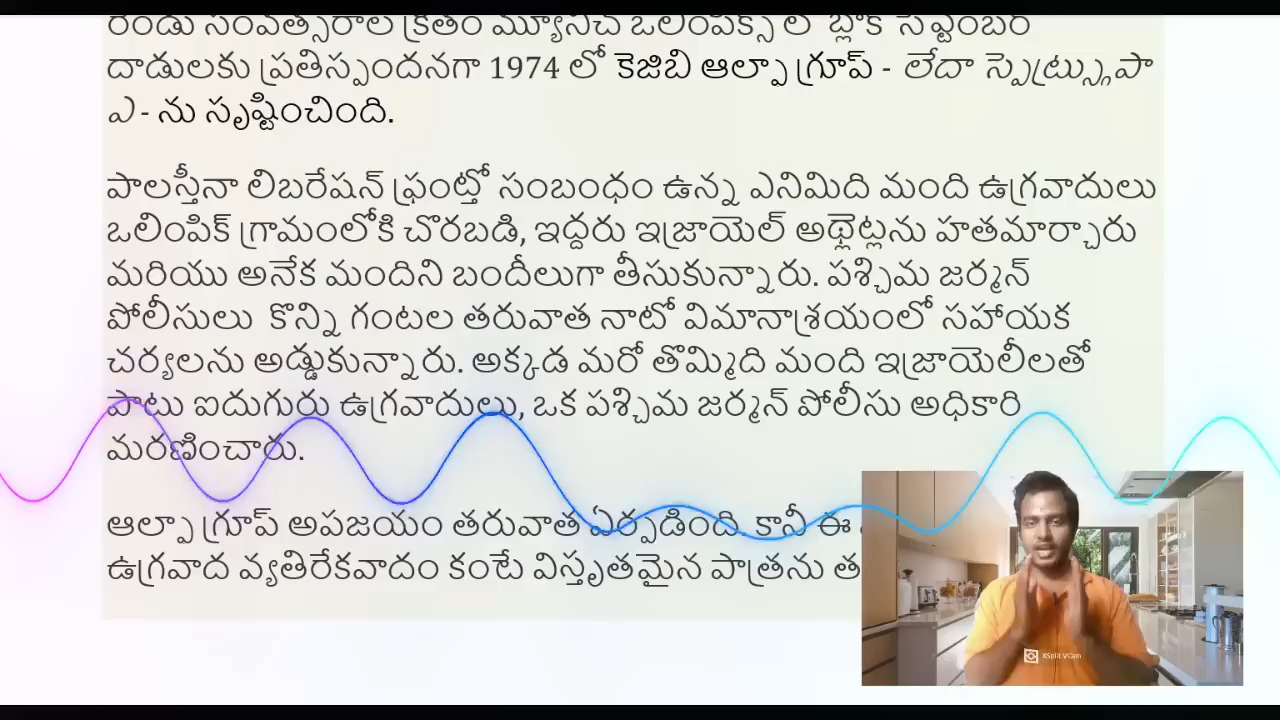 రెండు సంవత్సరాల క్రితం మ్యూనిచ్ ఒలింపిక్స్ లో బ్లాక్ సెప్టెంబర్
దాడులకు ప్రతిస్పందనగా 1974 లో కెజిబి ఆల్ఫా గ్రూప్ - లేదా స్పెట్స్గ్రుపా
ఎ - ను సృష్టించింది.
పాలస్తీనా లిబరేషన్ ఫ్రంట్తో సంబంధం ఉన్న ఎనిమిది మంది ఉగ్రవాదులు
ఒలింపిక్ గ్రామంలోకి చొరబడి, ఇద్దరు ఇజ్రాయెల్ అథ్లెట్లను హతమార్చారు
మరియు అనేక మందిని బందీలుగా తీసుకున్నారు. పశ్చిమ జర్మన్
పోలీసులు కొన్ని గంటల తరువాత నాటో విమానాశ్రయంలో సహాయక
చర్యలను అడ్డుకున్నారు. అక్కడ మరో తొమ్మిది మంది ఇజ్రాయెలీలతో
పాటు ఐదుగురు ఉగ్రవాదులు, ఒక పశ్చిమ జర్మన్ పోలీసు అధికారి
మరణించారు.
ఆల్ఫా గ్రూప్ అపజయం తరువాత ఏర్పడింది. కానీ ఈ
ఉగ్రవాద వ్యతిరేకవాదం కంటే విస్తృతమైన పాత్రను త
XSplit VCam